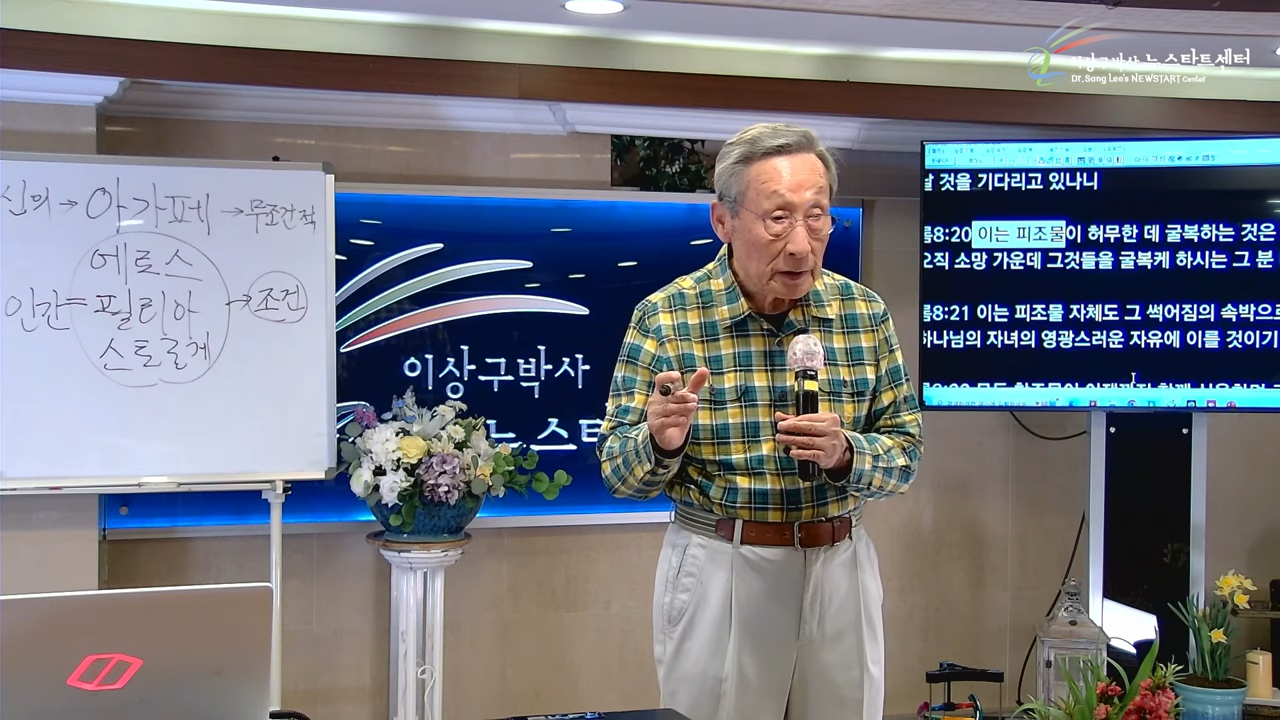 신의 → 아가페 → 무조건적
에로스
인간 = 필리아 → 조건
스토르게
이상구박사
뉴스타
이상구박사 뉴스타트센터
Dr.Sang Lee's NEWSTART Center
날 것을 기다리고 있나니
롬8:20 이는 피조물이 허무한 데 굴복하는 것은
오직 소망 가운데 그것들을 굴복케 하시는 그 분
롬8:21 이는 피조물 자체도 그 썩어짐의 속박으로
하나님의 자녀의 영광스러운 자유에 이를 것이기